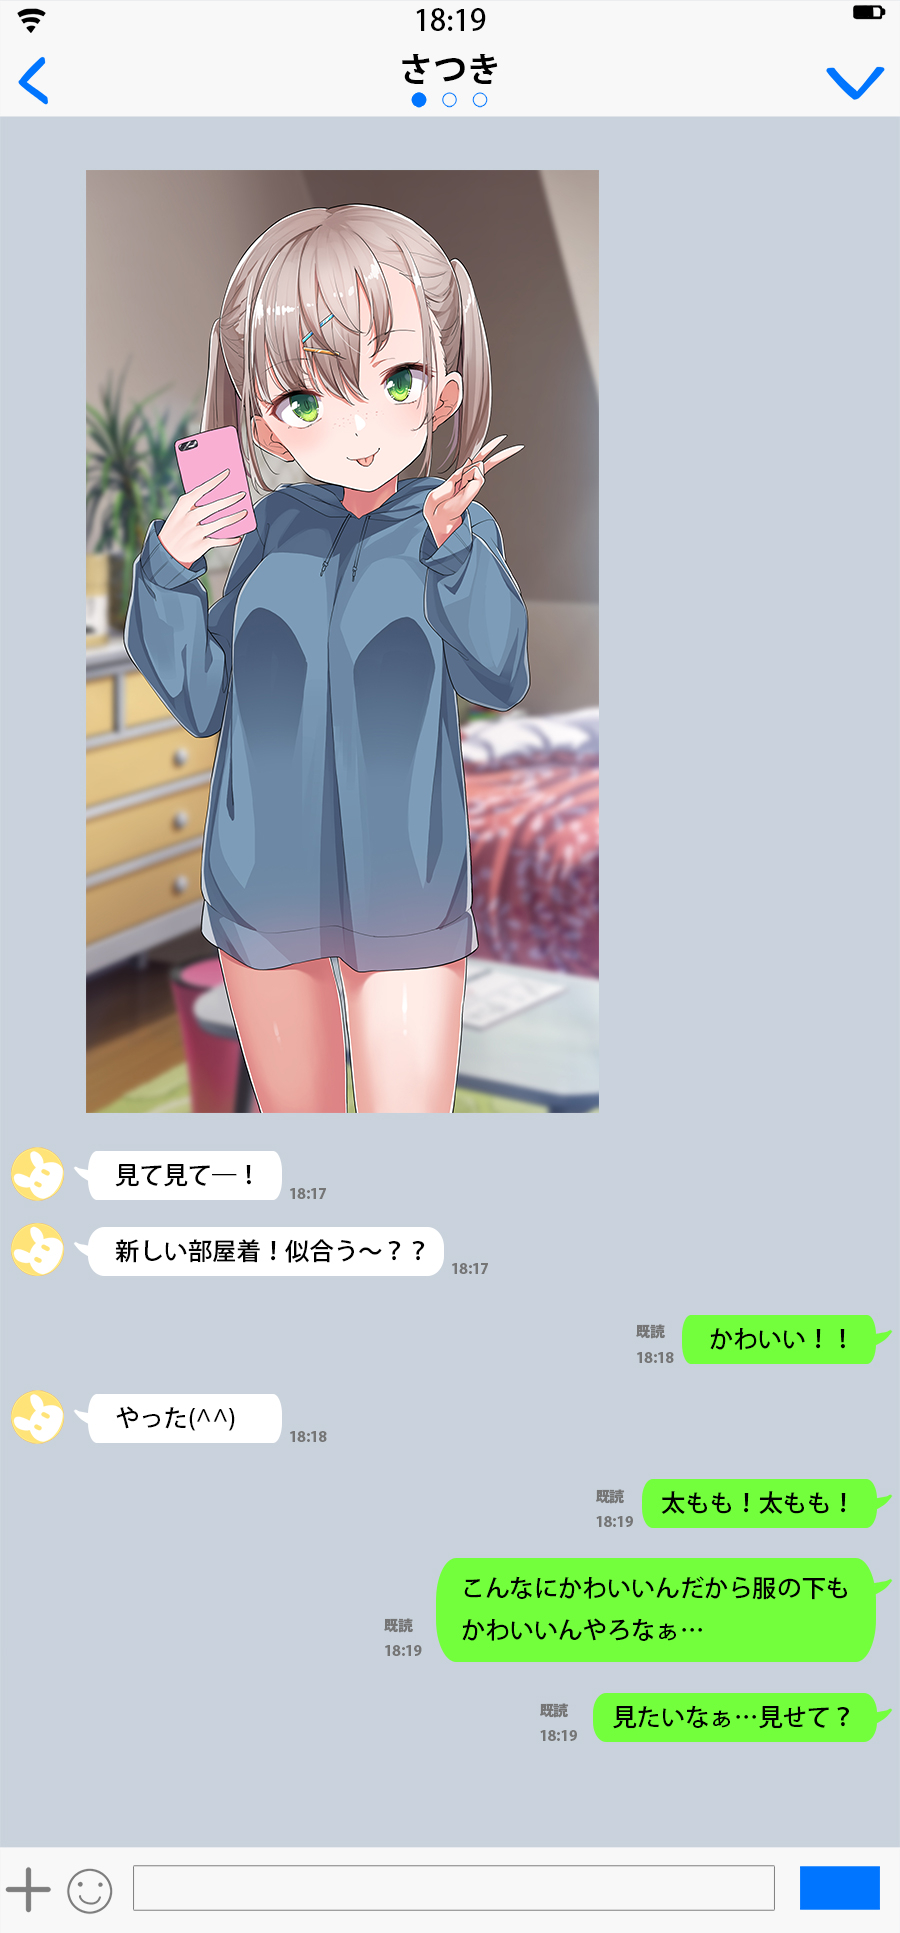 18:19
さつき
見て見て―！
18:17
新しい部屋着！似合う～？？
18:17
既読
18:18
かわいい！！
やった(^^)
18:18
既読
18:19
太もも！太もも！
既読
18:19
こんなにかわいいんだから服の下も
かわいいんやろなぁ…
既読
18:19
見たいなぁ…見せて？